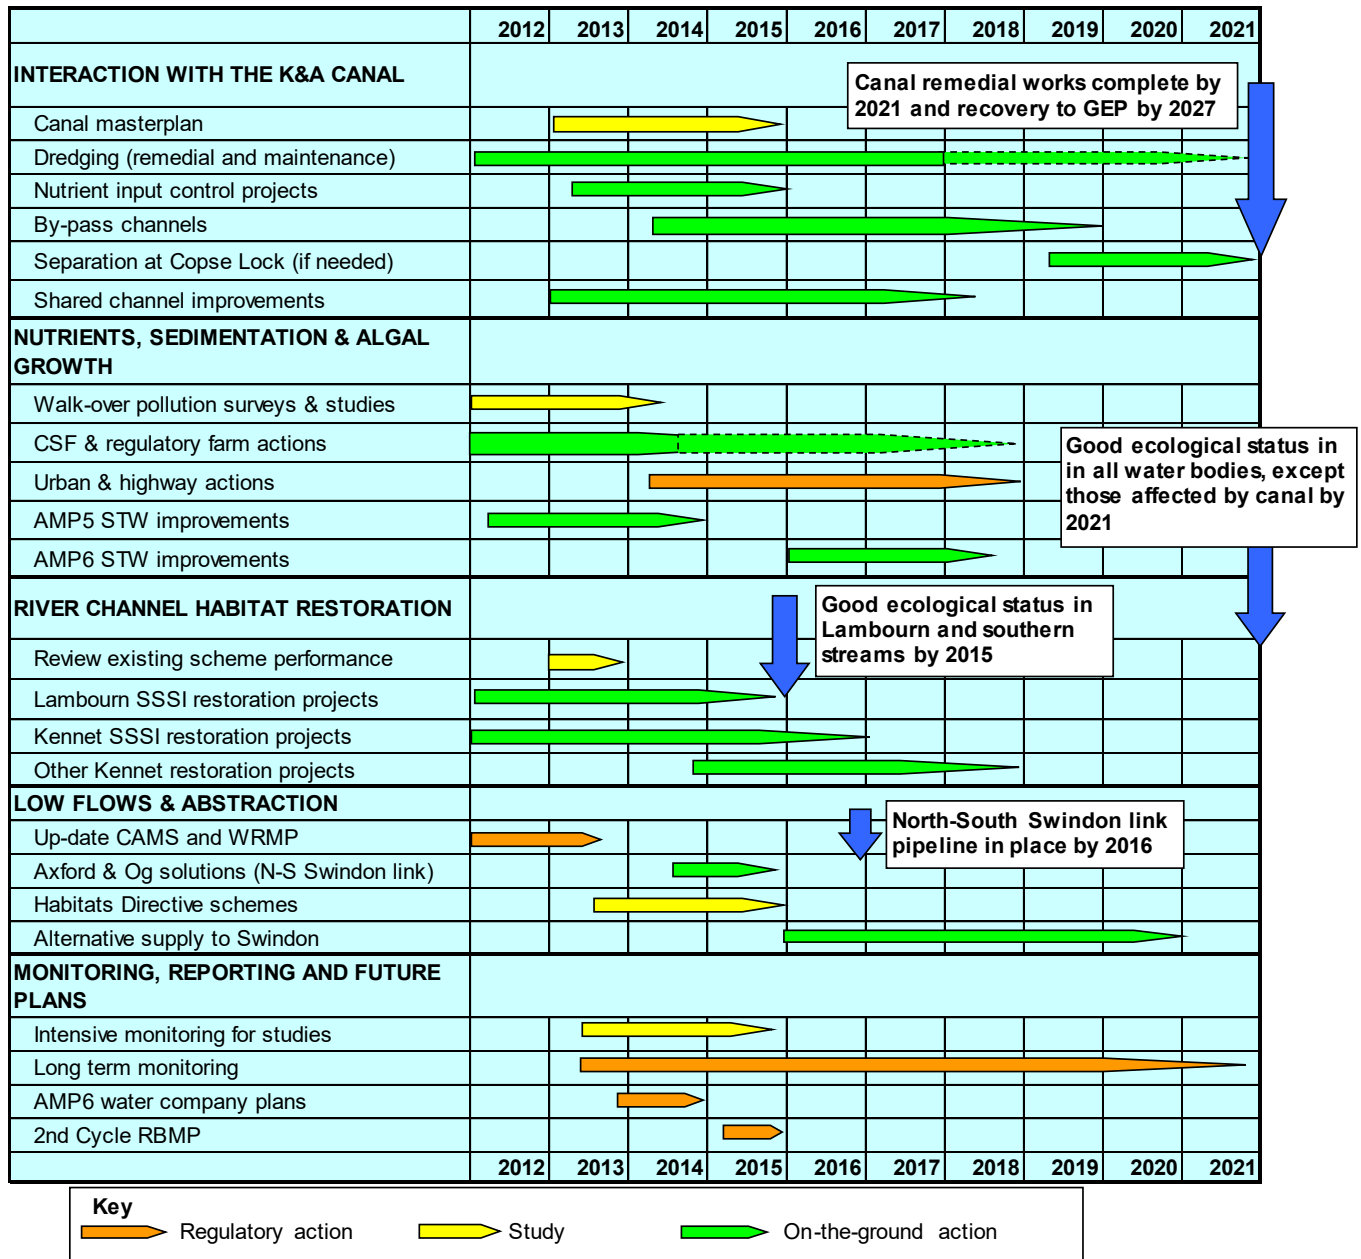 2012 2013 2014 2015 2016 2017 2018 2019 2020 2021
INTERACTION WITH THE K&A CANAL
Canal remedial works complete by
2021 and recovery to GEP by 2027
Canal masterplan
Dredging (remedial and maintenance)
Nutrient input control projects
By-pass channels
Separation at Copse Lock (if needed)
Shared channel improvements
NUTRIENTS, SEDIMENTATION & ALGAL
GROWTH
Walk-over pollution surveys & studies
CSF & regulatory farm actions
Urban & highway actions
AMP5 STW improvements
AMP6 STW improvements
Good ecological status in
in all water bodies, except
those affected by canal by
2021
RIVER CHANNEL HABITAT RESTORATION
Good ecological status in
Lambourn and southern
streams by 2015
Review existing scheme performance
Lambourn SSSI restoration projects
Kennet SSSI restoration projects
Other Kennet restoration projects
LOW FLOWS & ABSTRACTION
North-South Swindon link
pipeline in place by 2016
Up-date CAMS and WRMP
Axford & Og solutions (N-S Swindon link)
Habitats Directive schemes
Alternative supply to Swindon
MONITORING, REPORTING AND FUTURE
PLANS
Intensive monitoring for studies
Long term monitoring
AMP6 water company plans
2nd Cycle RBMP
2012 2013 2014 2015 2016 2017 2018 2019 2020 2021
Key
Regulatory action Study On-the-ground action